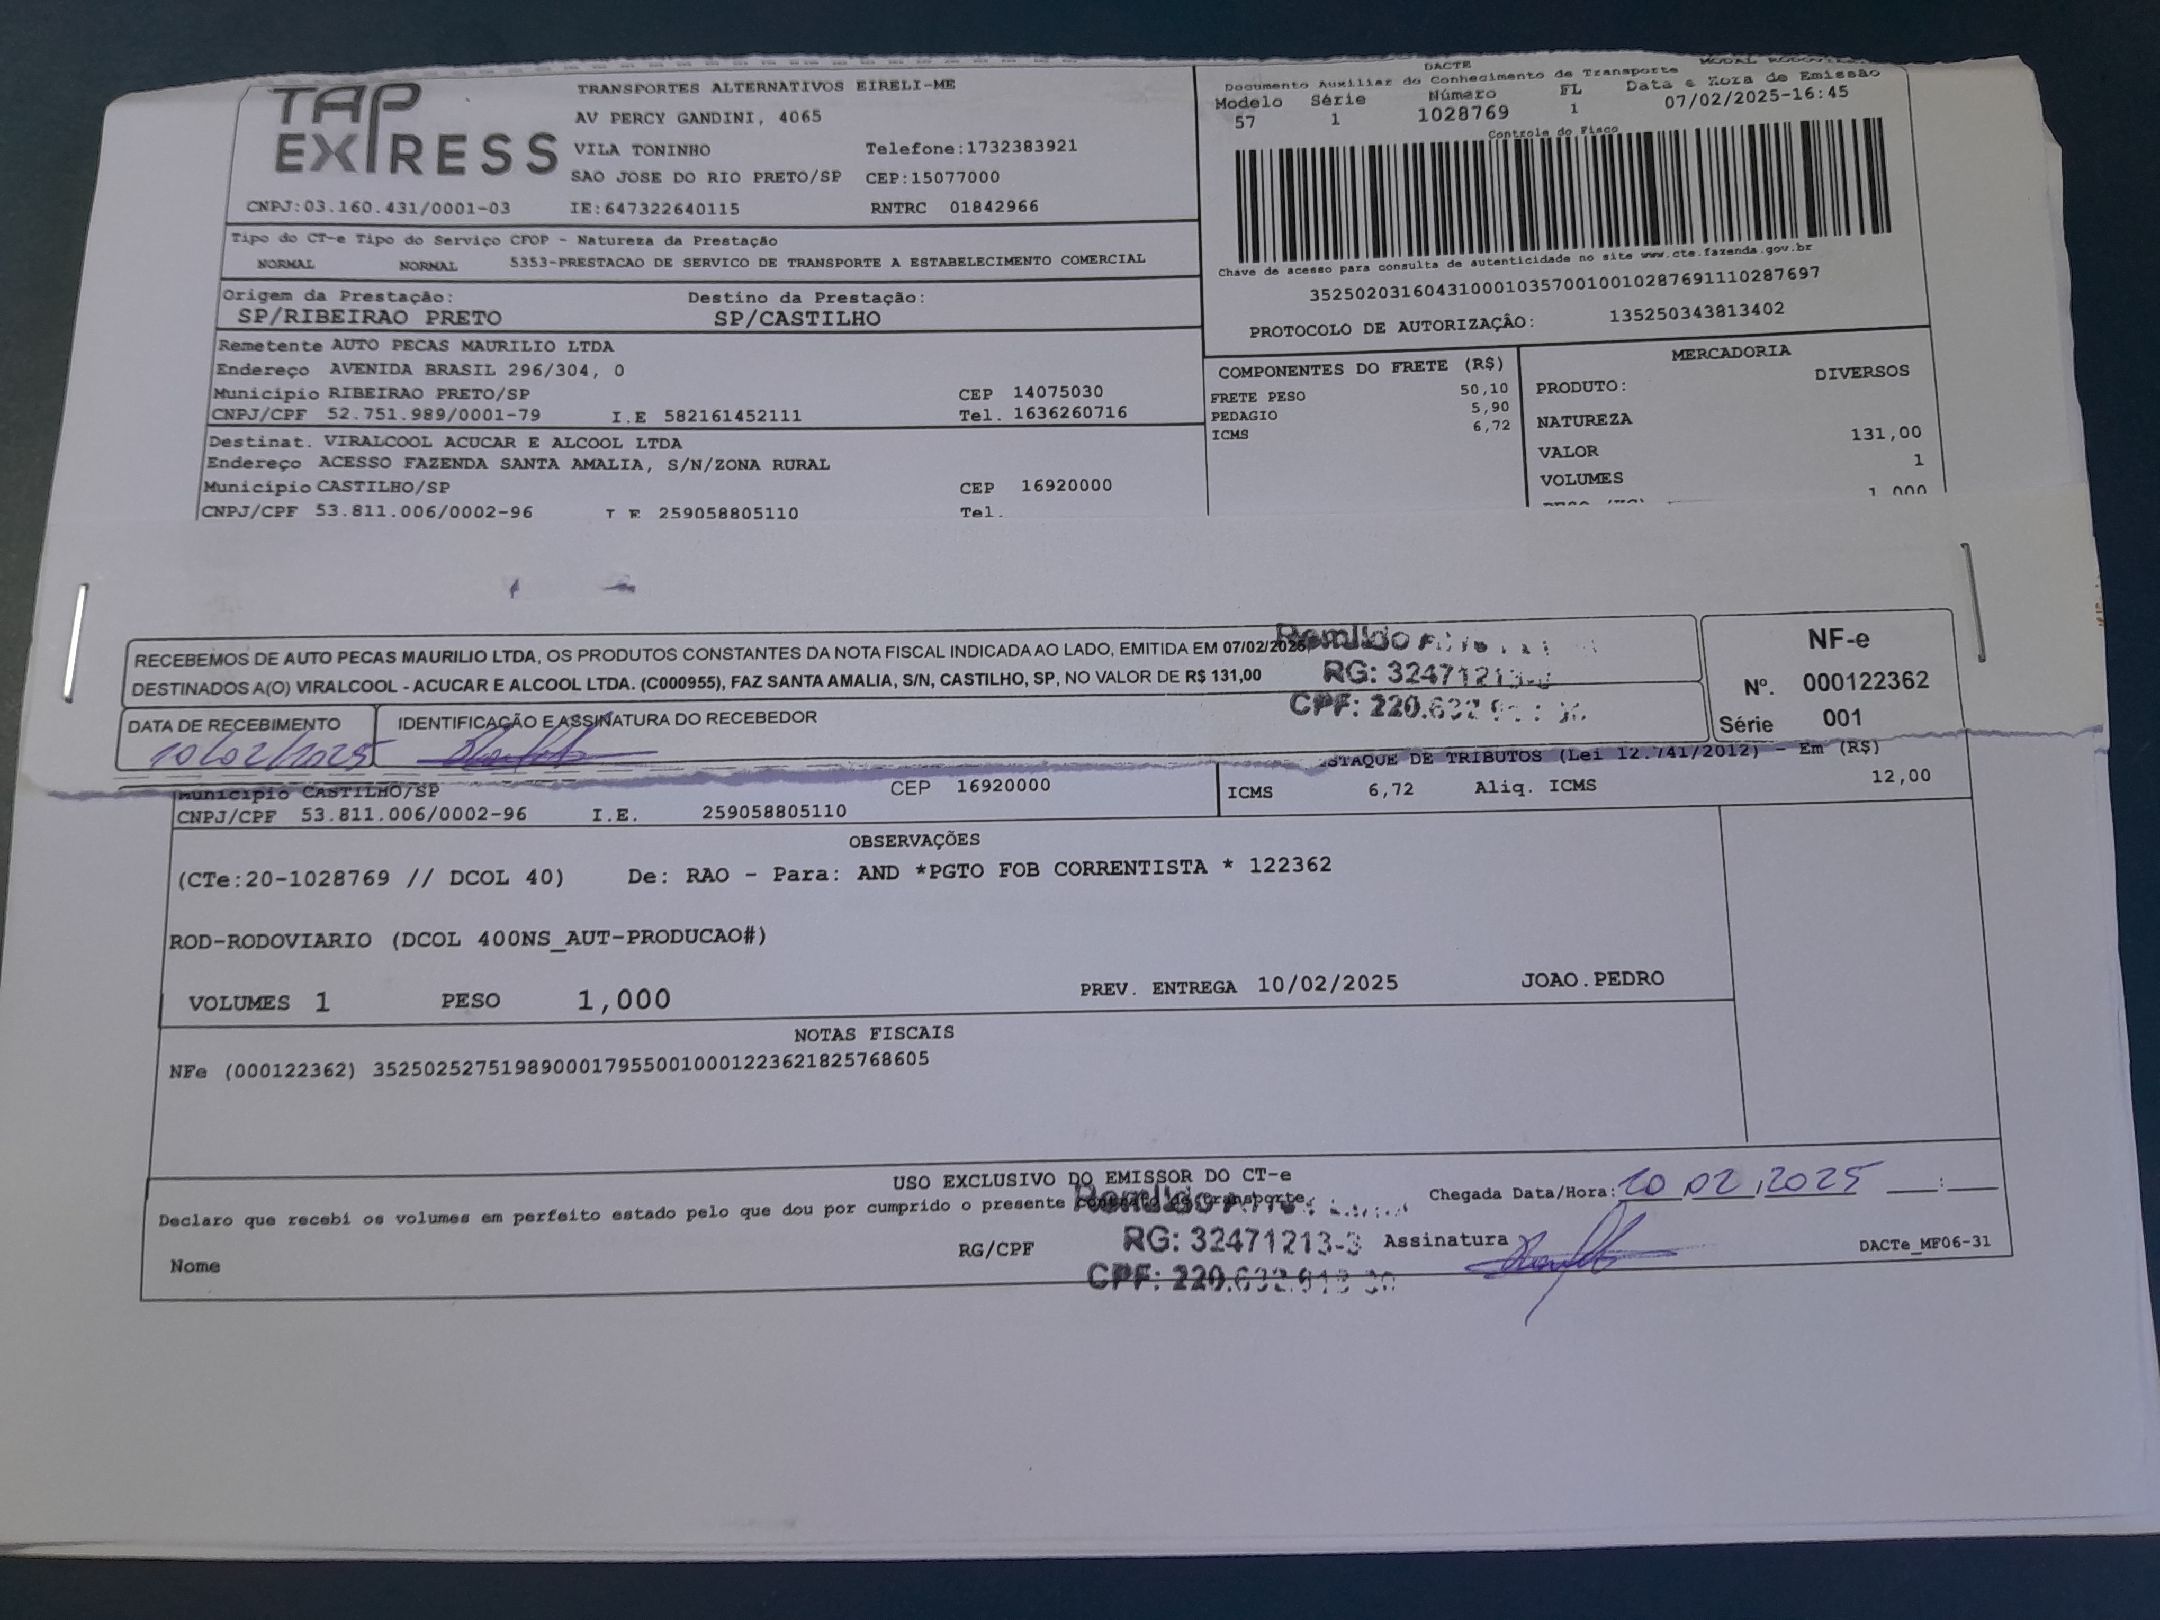 TAP EXPRESS
TRANSPORTES ALTERNATIVOS EIRELI-ME
AV PERCY GANDINI, 4065
VILA TONINHO Telefone:1732383921
SAO JOSE DO RIO PRETO/SP CEP:15077000
CNPJ:03.160.431/0001-03 IE:647322640115 RNTRC 01842966
DACTE
Documento Auxiliar do Conhecimento de Transporte
Modelo Série Número FL Data e Hora de Emissão
57 1 1028769 1 07/02/2025-16:45
Controle do Fisco
Chave de acesso para consulta de autenticidade no site www.cte.fazenda.gov.br
35250203160431000103570010010287691110287697
PROTOCOLO DE AUTORIZAÇÃO: 135250343813402
Tipo do CT-e Tipo do Serviço CFOP - Natureza da Prestação
NORMAL NORMAL 5353-PRESTACAO DE SERVICO DE TRANSPORTE A ESTABELECIMENTO COMERCIAL
Origem da Prestação: Destino da Prestação:
SP/RIBEIRAO PRETO SP/CASTILHO
Remetente AUTO PECAS MAURILIO LTDA
Endereço AVENIDA BRASIL 296/304, 0
Município RIBEIRAO PRETO/SP CEP 14075030
CNPJ/CPF 52.751.989/0001-79 I.E 582161452111 Tel. 1636260716
Destinat. VIRALCOOL ACUCAR E ALCOOL LTDA
Endereço ACESSO FAZENDA SANTA AMALIA, S/N/ZONA RURAL
Município CASTILHO/SP CEP 16920000
CNPJ/CPF 53.811.006/0002-96 I E 259058805110 Tel.
COMPONENTES DO FRETE (R$)
FRETE PESO 50,10
PEDAGIO 5,90
ICMS 6,72
MERCADORIA
PRODUTO: DIVERSOS
NATUREZA
VALOR 131,00
VOLUMES 1
1,000
RECEBEMOS DE AUTO PECAS MAURILIO LTDA, OS PRODUTOS CONSTANTES DA NOTA FISCAL INDICADA AO LADO, EMITIDA EM 07/02/2025,
DESTINADOS A(O) VIRALCOOL - ACUCAR E ALCOOL LTDA. (C000955), FAZ SANTA AMALIA, S/N, CASTILHO, SP, NO VALOR DE R$ 131,00
RG: 32471213-
CPF: 220.632
NF-e
Nº. 000122362
Série 001
DATA DE RECEBIMENTO IDENTIFICAÇÃO E ASSINATURA DO RECEBEDOR
10/02/2025
STAQUE DE TRIBUTOS (Lei 12.741/2012) - Em (R$)
Município CASTILHO/SP CEP 16920000 ICMS 6,72 Aliq. ICMS 12,00
CNPJ/CPF 53.811.006/0002-96 I.E. 259058805110
OBSERVAÇÕES
(CTe:20-1028769 // DCOL 40) De: RAO - Para: AND *PGTO FOB CORRENTISTA * 122362
ROD-RODOVIARIO (DCOL 400NS_AUT-PRODUCAO#)
VOLUMES 1 PESO 1,000 PREV. ENTREGA 10/02/2025 JOAO.PEDRO
NOTAS FISCAIS
NFe (000122362) 35250252751989000179550010001223621825768605
USO EXCLUSIVO DO EMISSOR DO CT-e
Declaro que recebi os volumes em perfeito estado pelo que dou por cumprido o presente contrato de transporte
Chegada Data/Hora: 10 02 2025
Nome RG/CPF Assinatura
RG: 32471213-3
CPF: 220.632.
DACTe_MF06-31